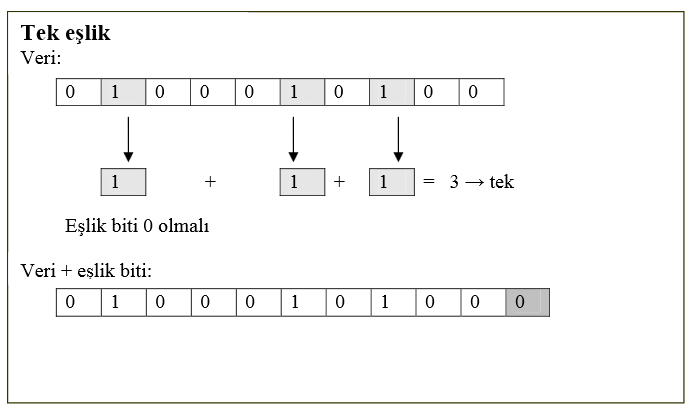 Tek eşlik
Veri:
0 1 0 0 0 1 0 1 0 0
1 + 1 + 1 = 3 → tek
Eşlik biti 0 olmalı
Veri + eşlik biti:
0 1 0 0 0 1 0 1 0 0 0